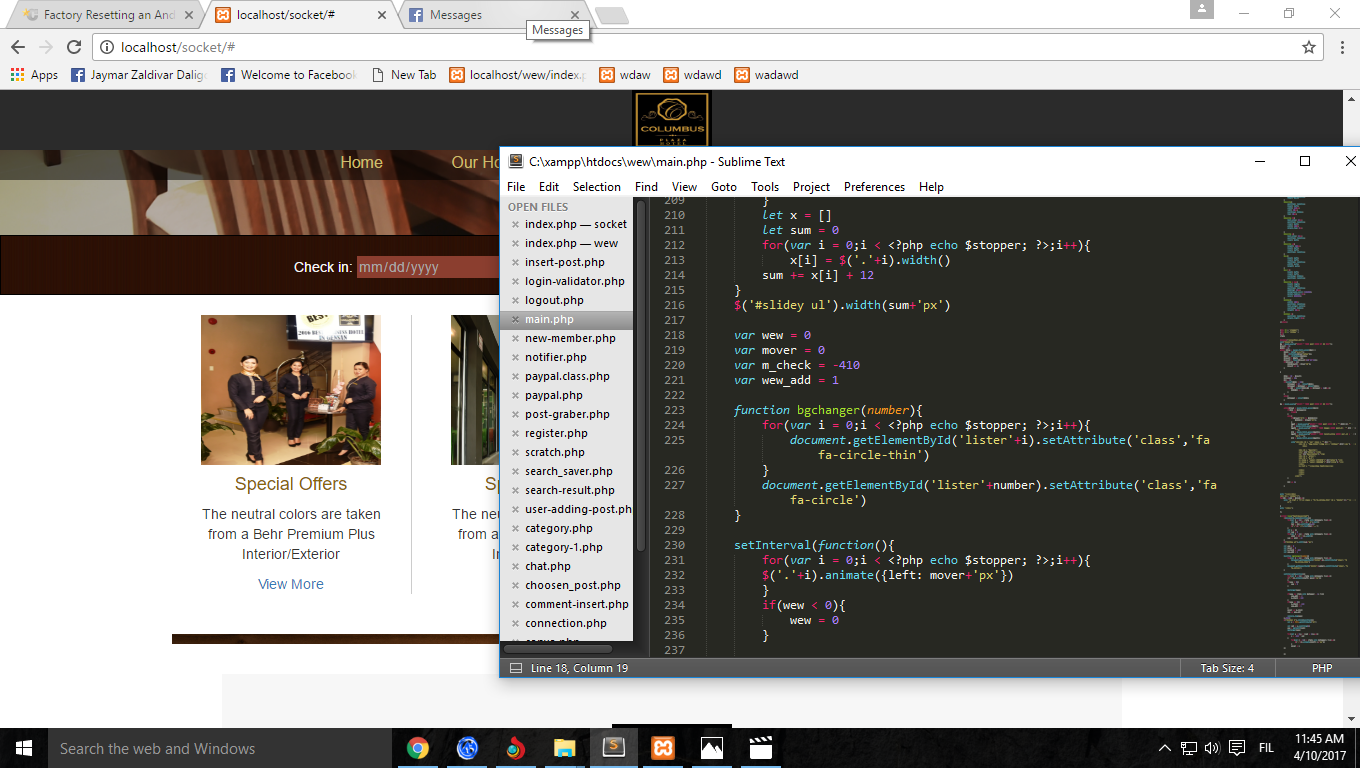 Factory Resetting an And
localhost/socket/#
Messages
Messages
localhost/socket/#
Apps
Jaymar Zaldivar Dalig
Welcome to Facebook
New Tab
localhost/wew/index.p
wdaw
wdawd
wadawd
COLUMBUS
PLAZA
HOTEL
Home
Our Ho
Check in:
mm/dd/yyyy
BES
Special Offers
The neutral colors are taken
from a Behr Premium Plus
Interior/Exterior
View More
Sp
The neu
from a
In
C:\xampp\htdocs\wew\main.php - Sublime Text
File Edit Selection Find View Goto Tools Project Preferences Help
OPEN FILES
index.php — socket
index.php — wew
insert-post.php
login-validator.php
logout.php
main.php
new-member.php
notifier.php
paypal.class.php
paypal.php
post-graber.php
register.php
scratch.php
search_saver.php
search-result.php
user-adding-post.ph
category.php
category-1.php
chat.php
choosen_post.php
comment-insert.php
connection.php
209 }
210 let x = []
211 let sum = 0
212 for(var i = 0;i < <?php echo $stopper; ?>;i++){
213 x[i] = $('.'+i).width()
214 sum += x[i] + 12
215 }
216 $('#slidey ul').width(sum+'px')
217
218 var wew = 0
219 var mover = 0
220 var m_check = -410
221 var wew_add = 1
222
223 function bgchanger(number){
224 for(var i = 0;i < <?php echo $stopper; ?>;i++){
225 document.getElementById('lister'+i).setAttribute('class','fa
fa-circle-thin')
226 }
227 document.getElementById('lister'+number).setAttribute('class','fa
fa-circle')
228 }
229
230 setInterval(function(){
231 for(var i = 0;i < <?php echo $stopper; ?>;i++){
232 $('.'+i).animate({left: mover+'px'})
233 }
234 if(wew < 0){
235 wew = 0
236 }
237
Line 18, Column 19
Tab Size: 4
PHP
Search the web and Windows
FIL
11:45 AM
4/10/2017